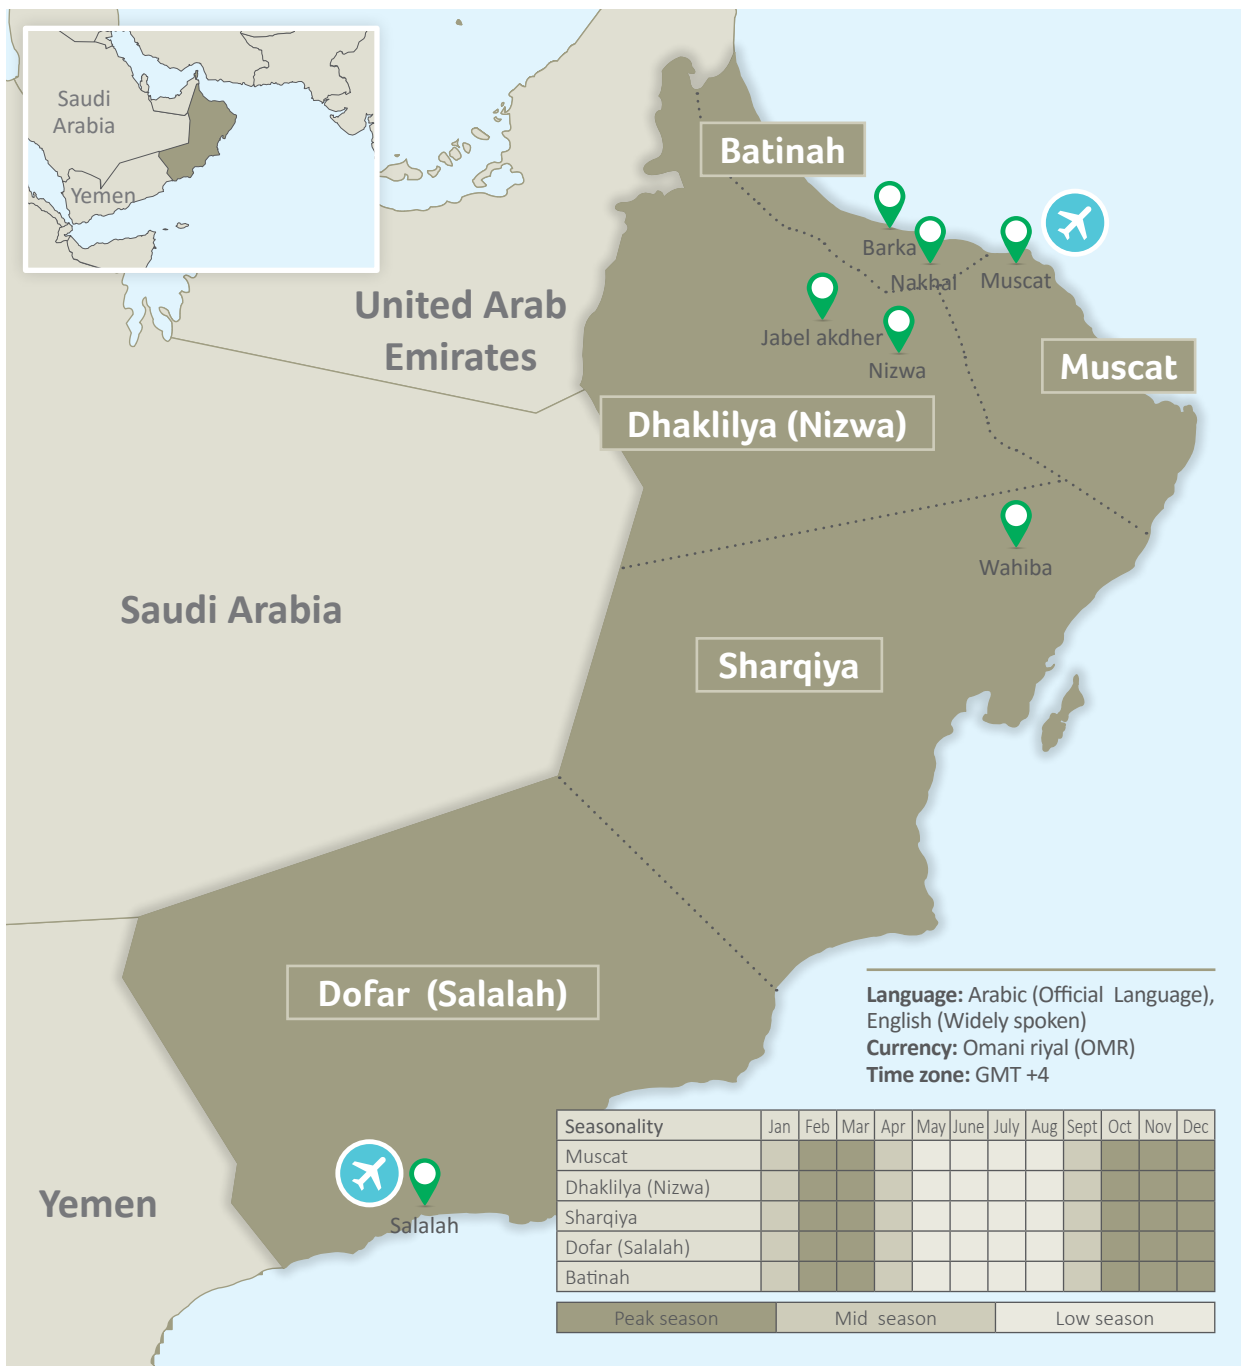 Saudi
Arabia
Yemen
Batinah
Barka
Nakhal
Muscat
Jabel akdher
Nizwa
United Arab
Emirates
Muscat
Dhaklilya (Nizwa)
Wahiba
Saudi Arabia
Sharqiya
Dofar (Salalah)
Language: Arabic (Official Language),
English (Widely spoken)
Currency: Omani riyal (OMR)
Time zone: GMT +4
Yemen
Salalah
Seasonality Jan Feb Mar Apr May June July Aug Sept Oct Nov Dec
Muscat
Dhaklilya (Nizwa)
Sharqiya
Dofar (Salalah)
Batinah
Peak season Mid season Low season